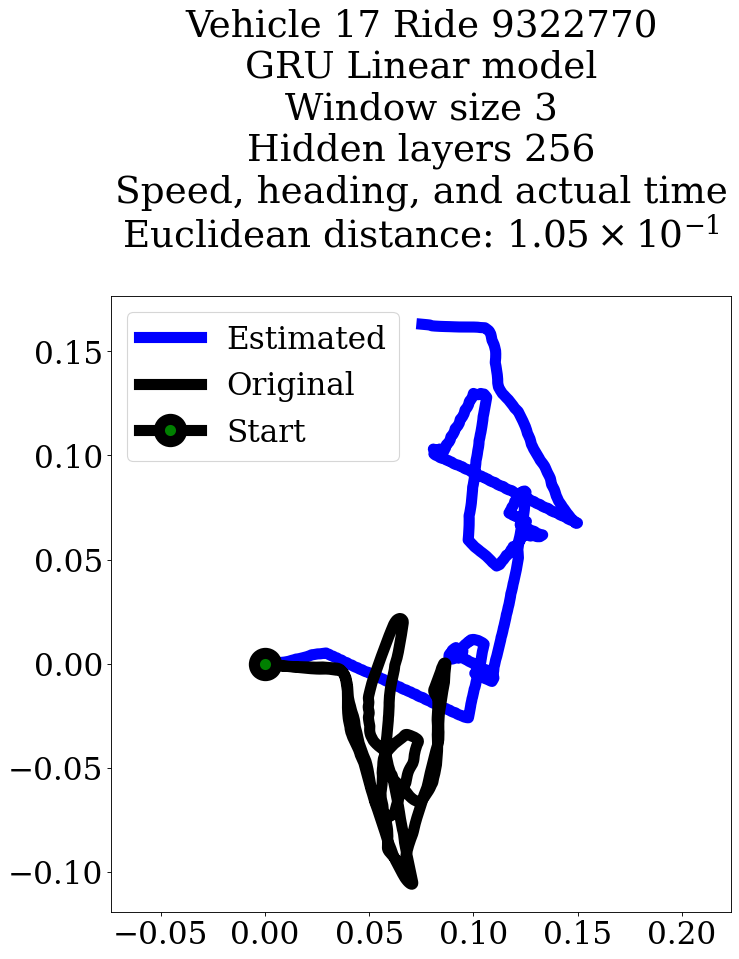 Vehicle 17 Ride 9322770
GRU Linear model
Window size 3
Hidden layers 256
Speed, heading, and actual time
Euclidean distance: 1.05 × 10⁻¹
Estimated
Original
Start
0.15
0.10
0.05
0.00
−0.05
−0.10
−0.05 0.00 0.05 0.10 0.15 0.20